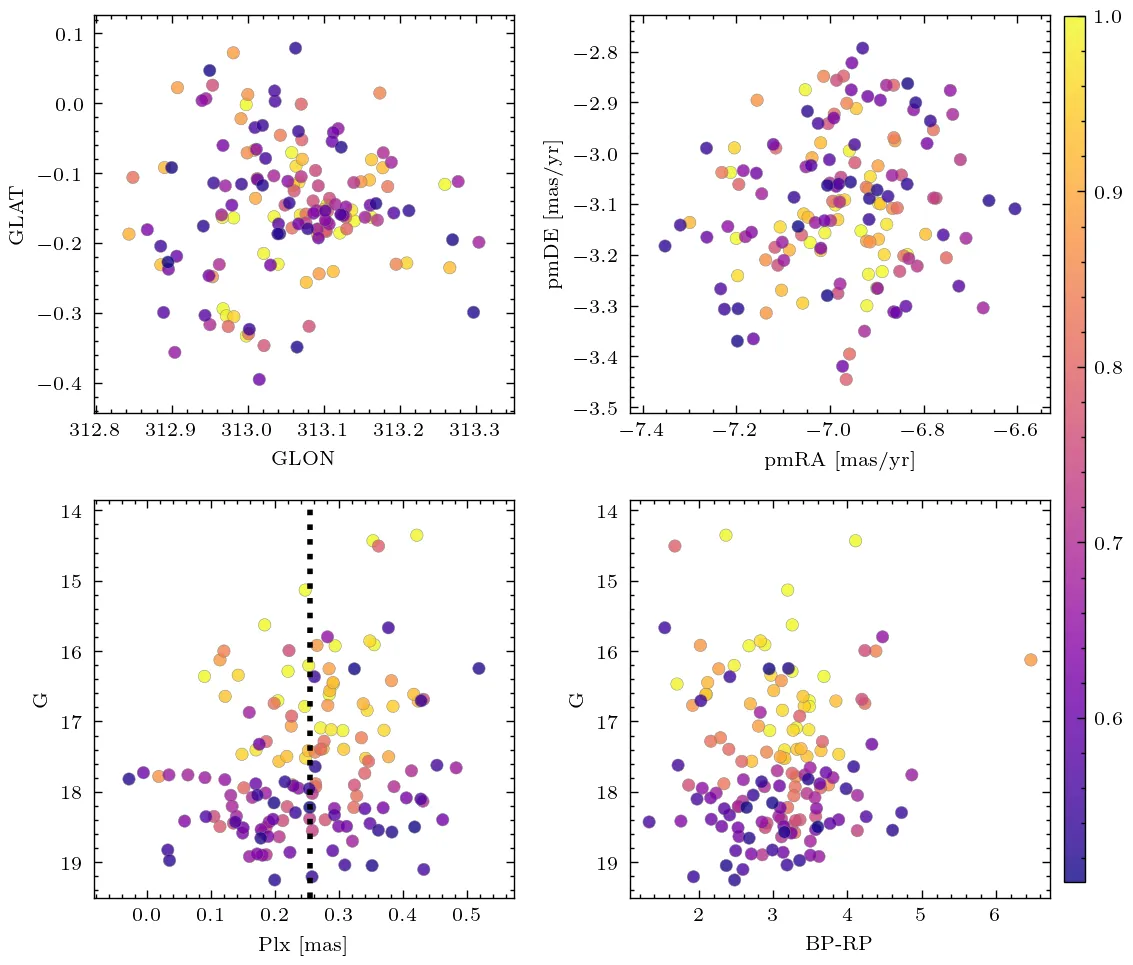 0.1
0.0
−0.1
−0.2
−0.3
−0.4
GLAT
312.8 312.9 313.0 313.1 313.2 313.3
GLON
−2.8
−2.9
−3.0
−3.1
−3.2
−3.3
−3.4
−3.5
pmDE [mas/yr]
−7.4 −7.2 −7.0 −6.8 −6.6
pmRA [mas/yr]
1.0
0.9
0.8
0.7
0.6
14
15
16
17
18
19
G
0.0 0.1 0.2 0.3 0.4 0.5
Plx [mas]
14
15
16
17
18
19
G
2 3 4 5 6
BP-RP